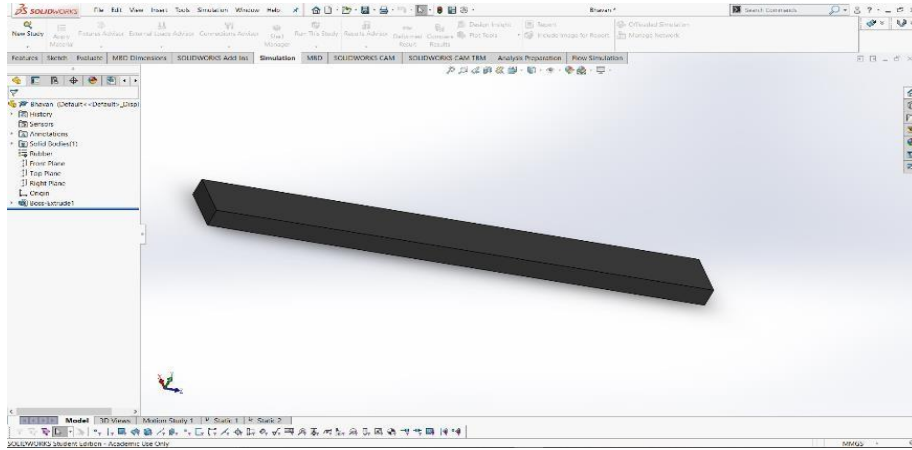 SOLIDWORKS File Edit View Insert Tools Simulation Window Help Bhavan * Search Commands
New Study Apply Material Fixtures Advisor External Loads Advisor Connections Advisor Shell Manager Run This Study Results Advisor Deformed Result Compare Results Design Insight Plot Tools Report Include Image for Report Offloaded Simulation Manage Network
Features Sketch Evaluate MBD Dimensions SOLIDWORKS Add-Ins Simulation MBD SOLIDWORKS CAM SOLIDWORKS CAM TBM Analysis Preparation Flow Simulation
Bhavan (Default<<Default>_Displ
History
Sensors
Annotations
Solid Bodies(1)
Rubber
Front Plane
Top Plane
Right Plane
Origin
Boss-Extrude1
Model 3D Views Motion Study 1 Static 1 Static 2
SOLIDWORKS Student Edition - Academic Use Only MMGS